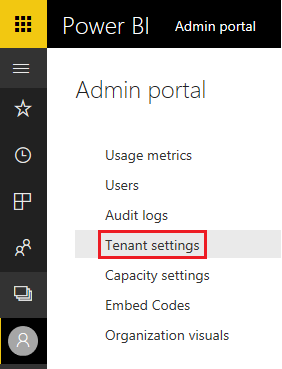 Power BI Admin portal
Admin portal
Usage metrics
Users
Audit logs
Tenant settings
Capacity settings
Embed Codes
Organization visuals